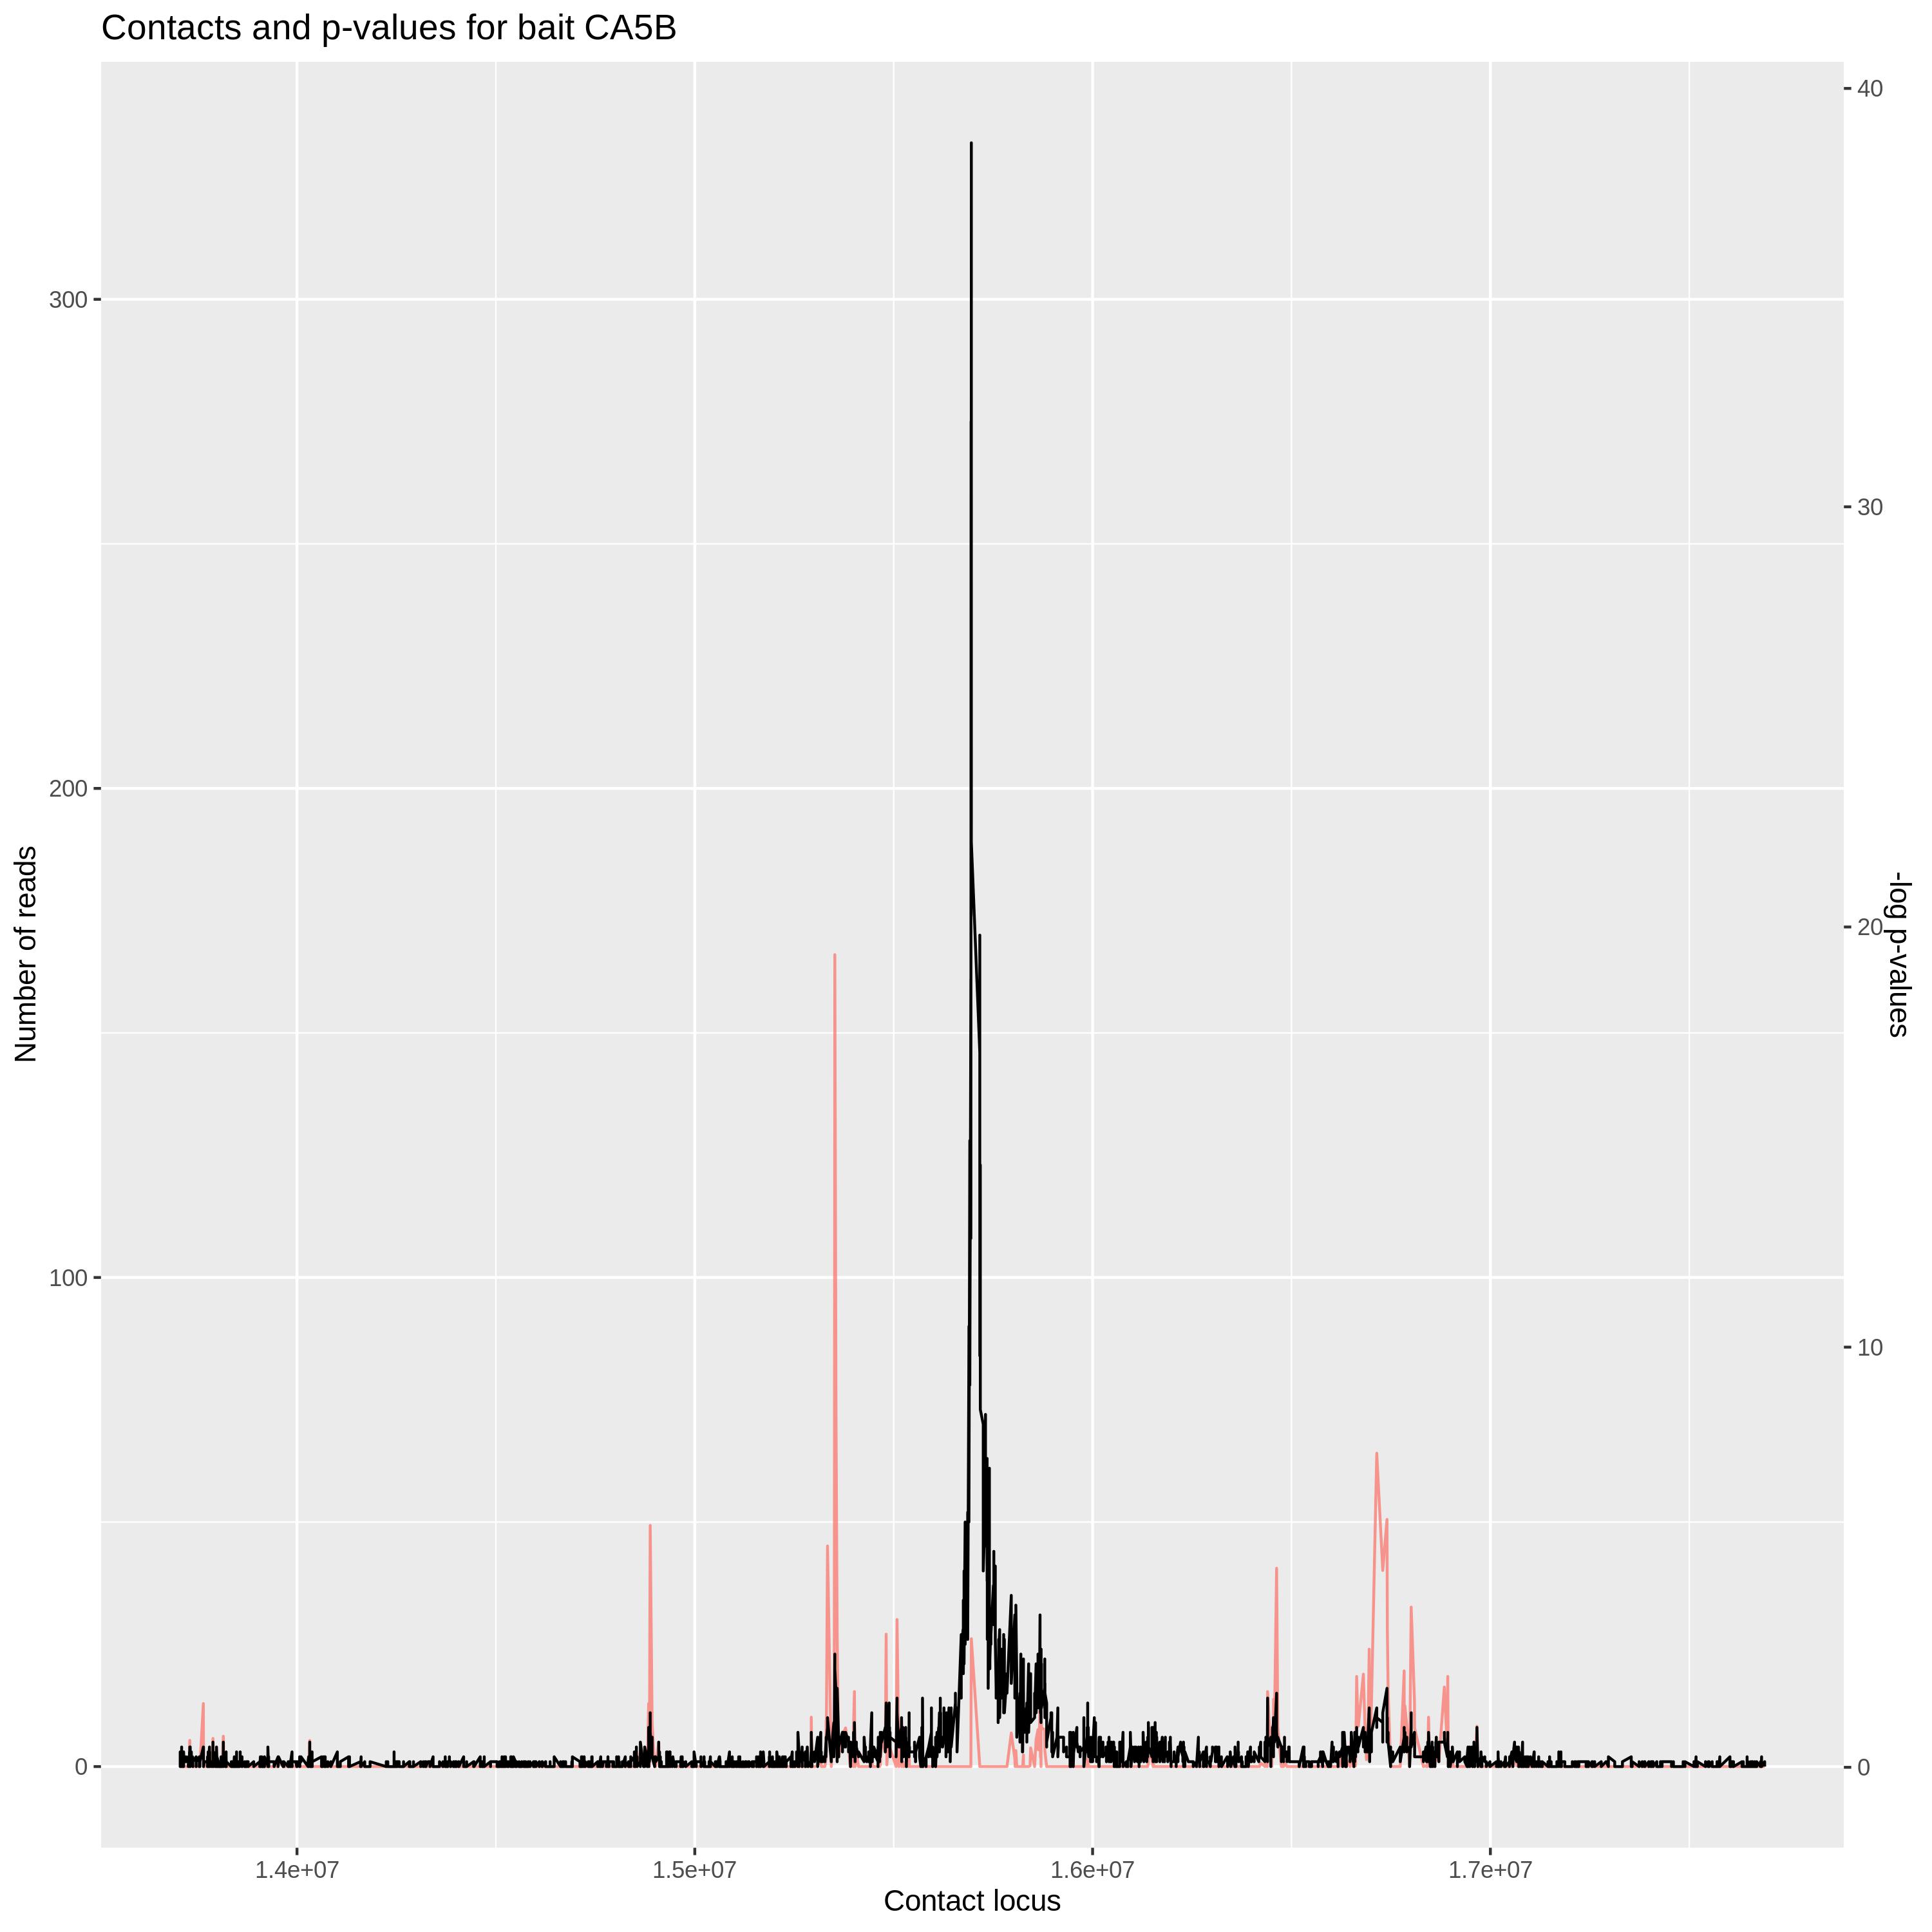 Contacts and p-values for bait CA5B
40
300
30
200
20
100
10
0
0
Number of reads
-log p-values
1.4e+07
1.5e+07
1.6e+07
1.7e+07
Contact locus